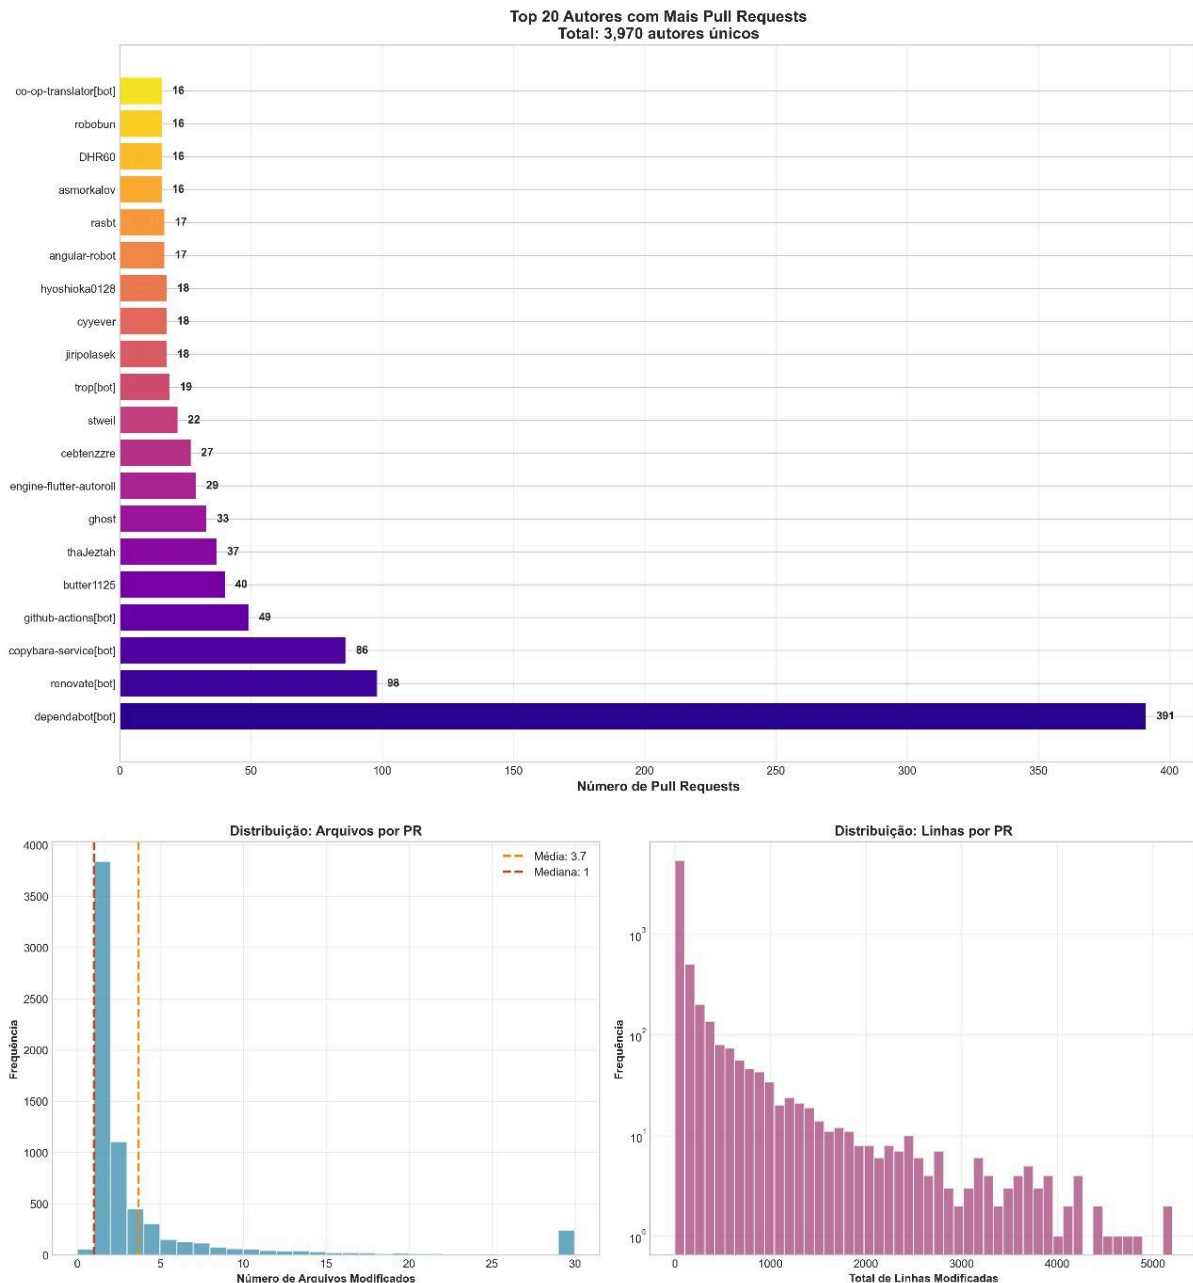 Top 20 Autores com Mais Pull Requests
Total: 3,970 autores únicos
co-op-translator[bot] 16
robobun 16
DHR60 16
asmorkalov 16
rasbt 17
angular-robot 17
hyoshioka0128 18
cyyever 18
jiripolasek 18
trop[bot] 19
stweil 22
cebtenzzre 27
engine-flutter-autoroll 29
ghost 33
thaJeztah 37
butter1125 40
github-actions[bot] 49
copybara-service[bot] 86
renovate[bot] 98
dependabot[bot] 391
0 50 100 150 200 250 300 350 400
Número de Pull Requests
Distribuição: Arquivos por PR
Média: 3.7
Mediana: 1
4000
3500
3000
2500
2000
1500
1000
500
0
Frequência
0 5 10 15 20 25 30
Número de Arquivos Modificados
Distribuição: Linhas por PR
10³
10²
10¹
10⁰
Frequência
0 1000 2000 3000 4000 5000
Total de Linhas Modificadas